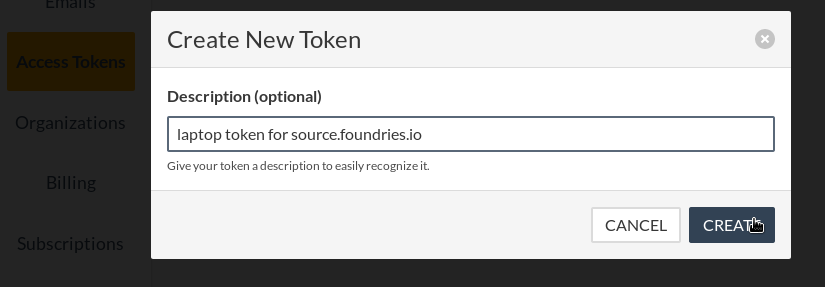 Emails
Access Tokens
Organizations
Billing
Subscriptions
Create New Token
Description (optional)
laptop token for source.foundries.io
Give your token a description to easily recognize it.
CANCEL
CREATE